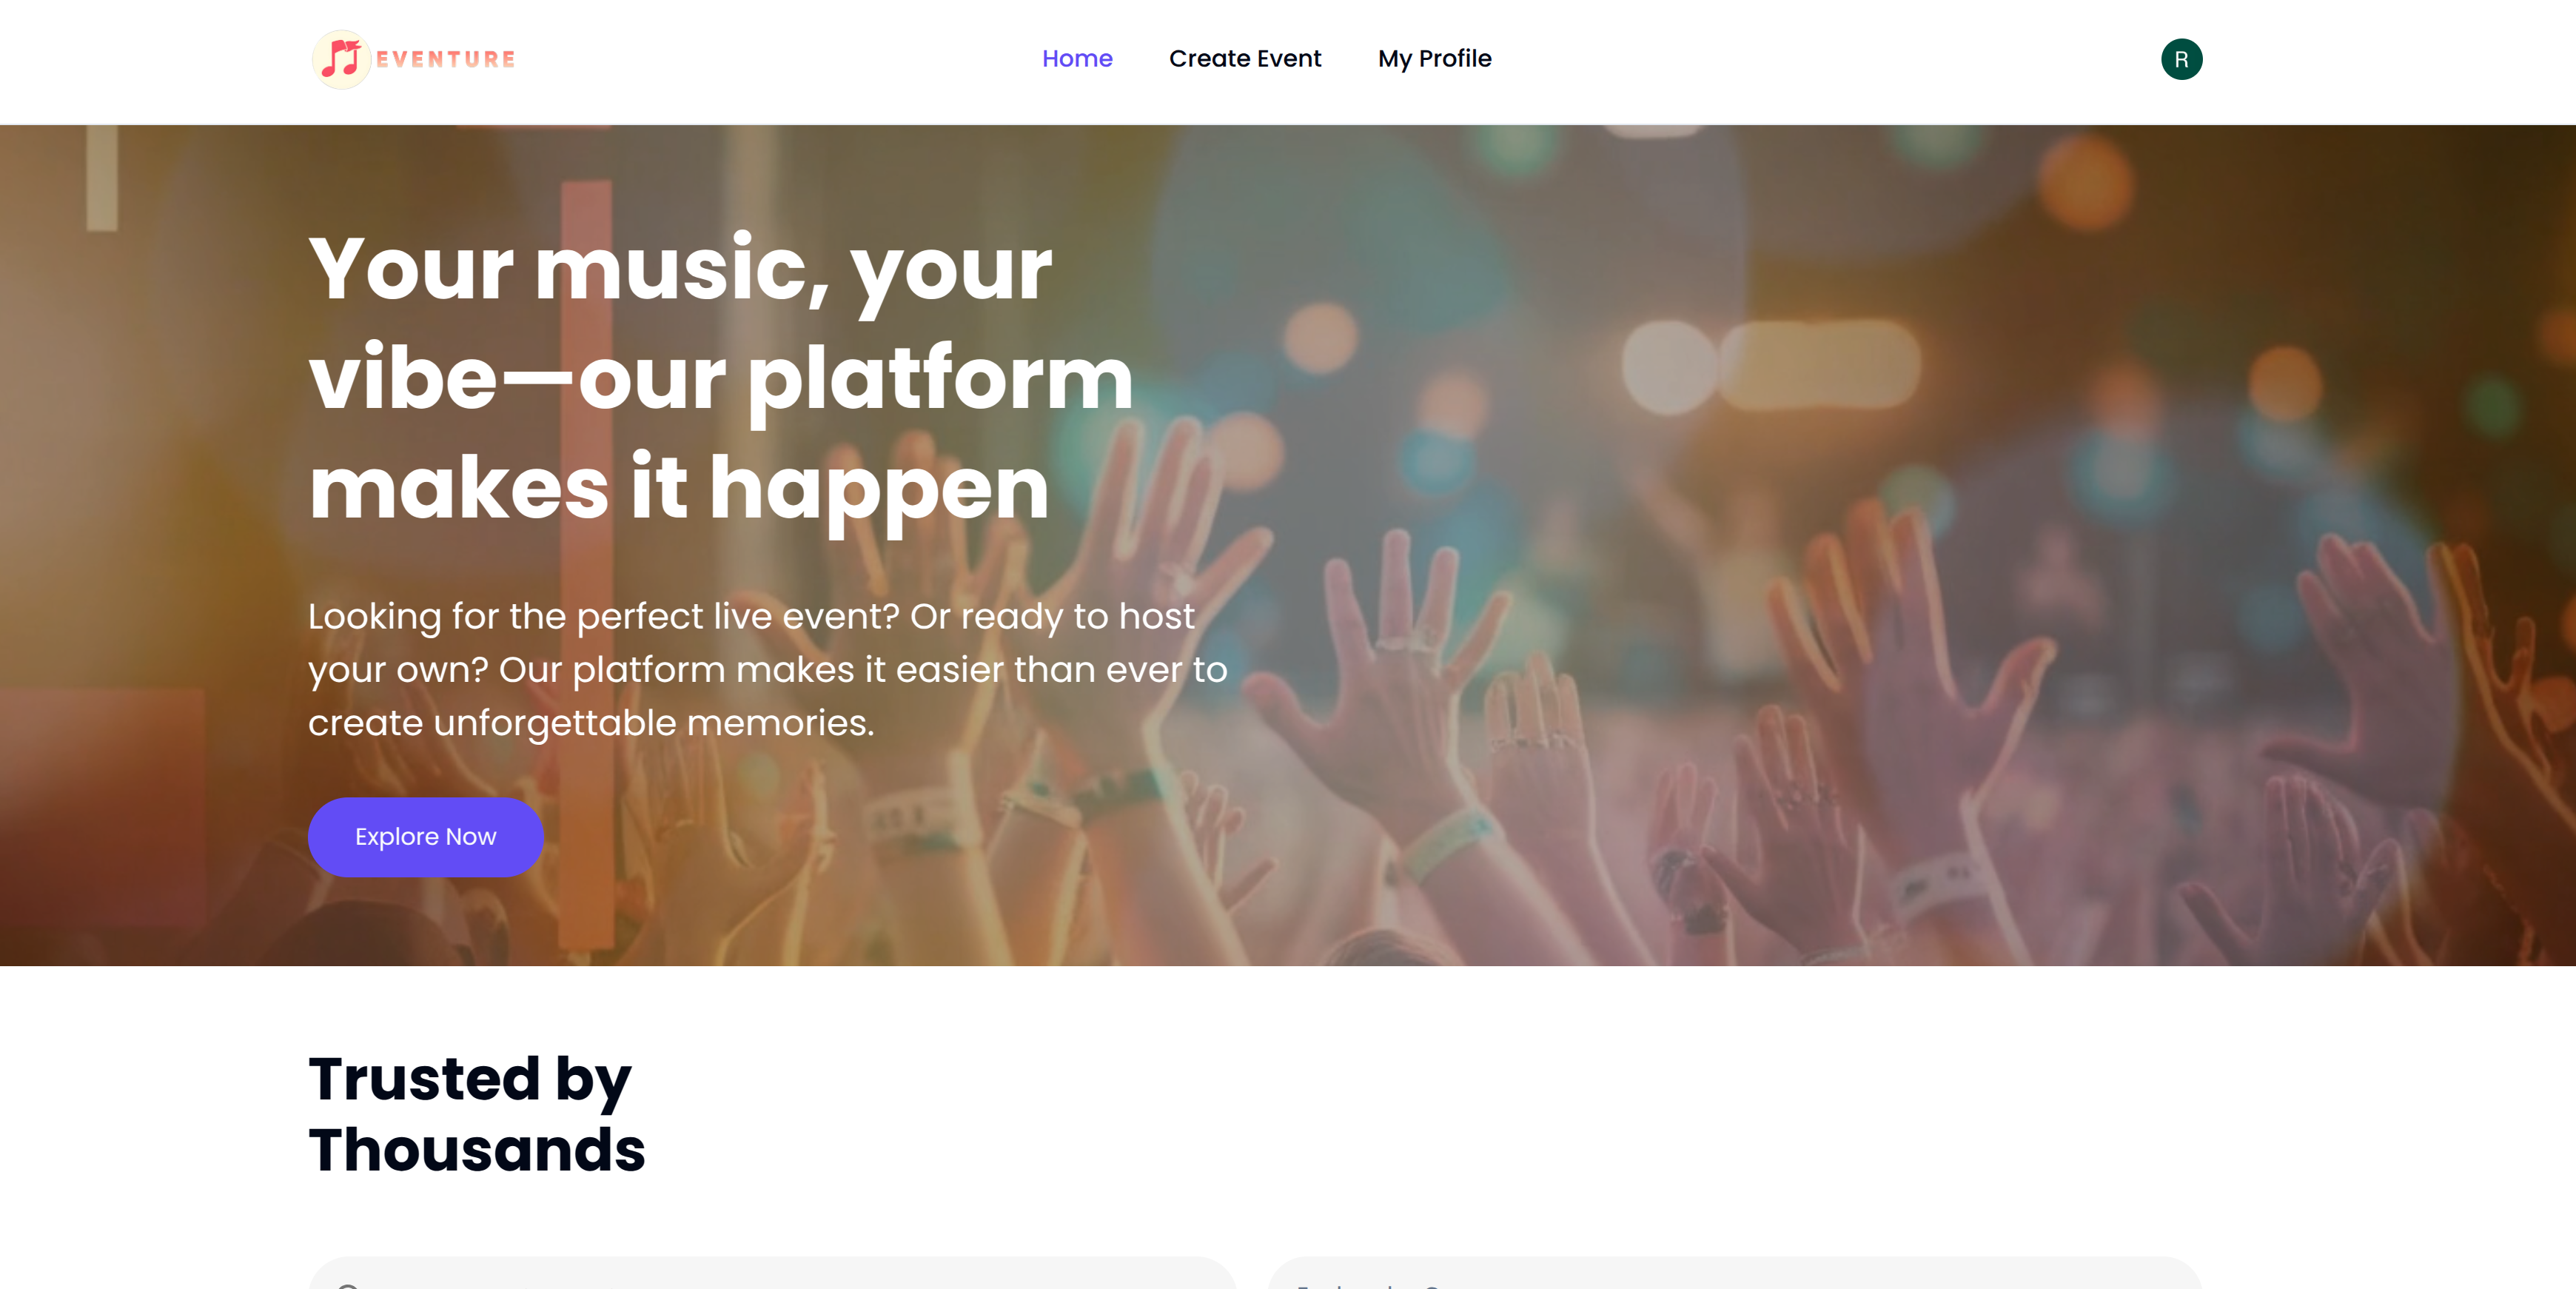 EVENTURE
Home
Create Event
My Profile
R
Your music, your
vibe—our platform
makes it happen
Looking for the perfect live event? Or ready to host
your own? Our platform makes it easier than ever to
create unforgettable memories.
Explore Now
Trusted by
Thousands